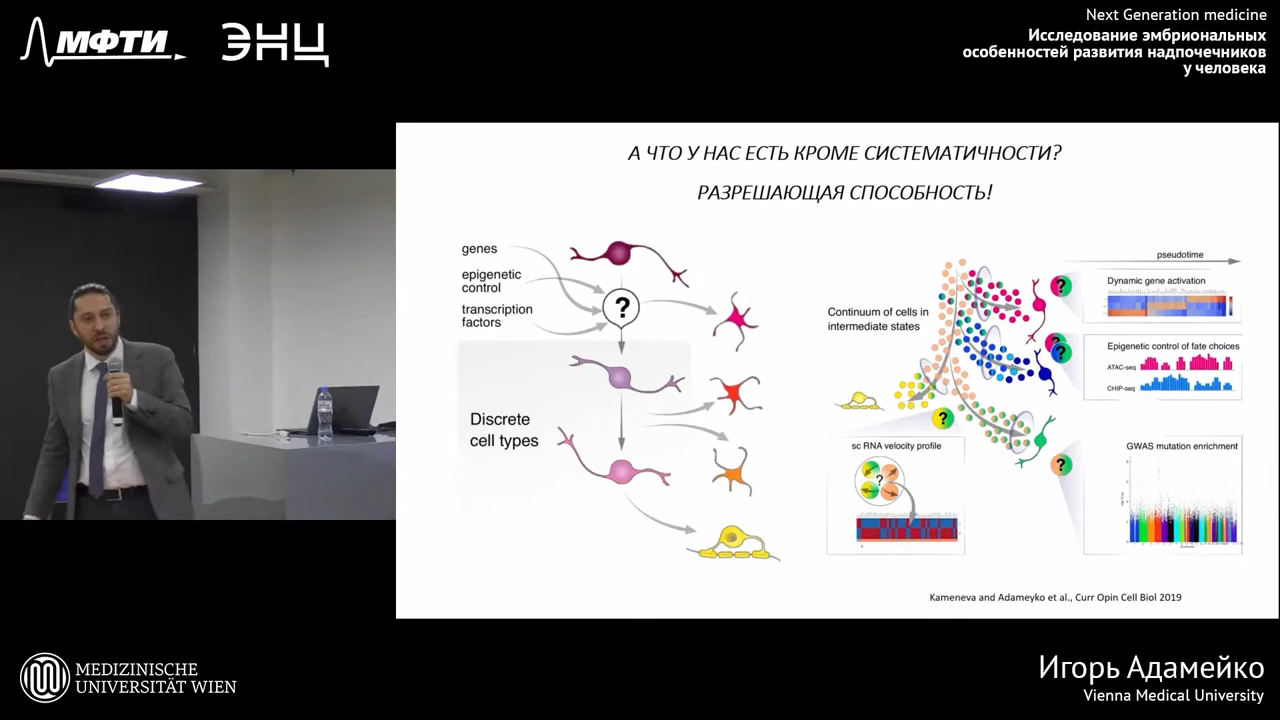 МФТИ
ЭНЦ
Next Generation medicine
Исследование эмбриональных
особенностей развития надпочечников
у человека
А ЧТО У НАС ЕСТЬ КРОМЕ СИСТЕМАТИЧНОСТИ?
РАЗРЕШАЮЩАЯ СПОСОБНОСТЬ!
genes
epigenetic
control
transcription
factors
?
Discrete
cell types
pseudotime
Continuum of cells in
intermediate states
?
Dynamic gene activation
?
?
Epigenetic control of fate choices
ATAC-seq
CHIP-seq
?
sc RNA velocity profile
?
?
GWAS mutation enrichment
Kameneva and Adameyko et al., Curr Opin Cell Biol 2019
MEDIZINISCHE
UNIVERSITÄT WIEN
Игорь Адамейко
Vienna Medical University